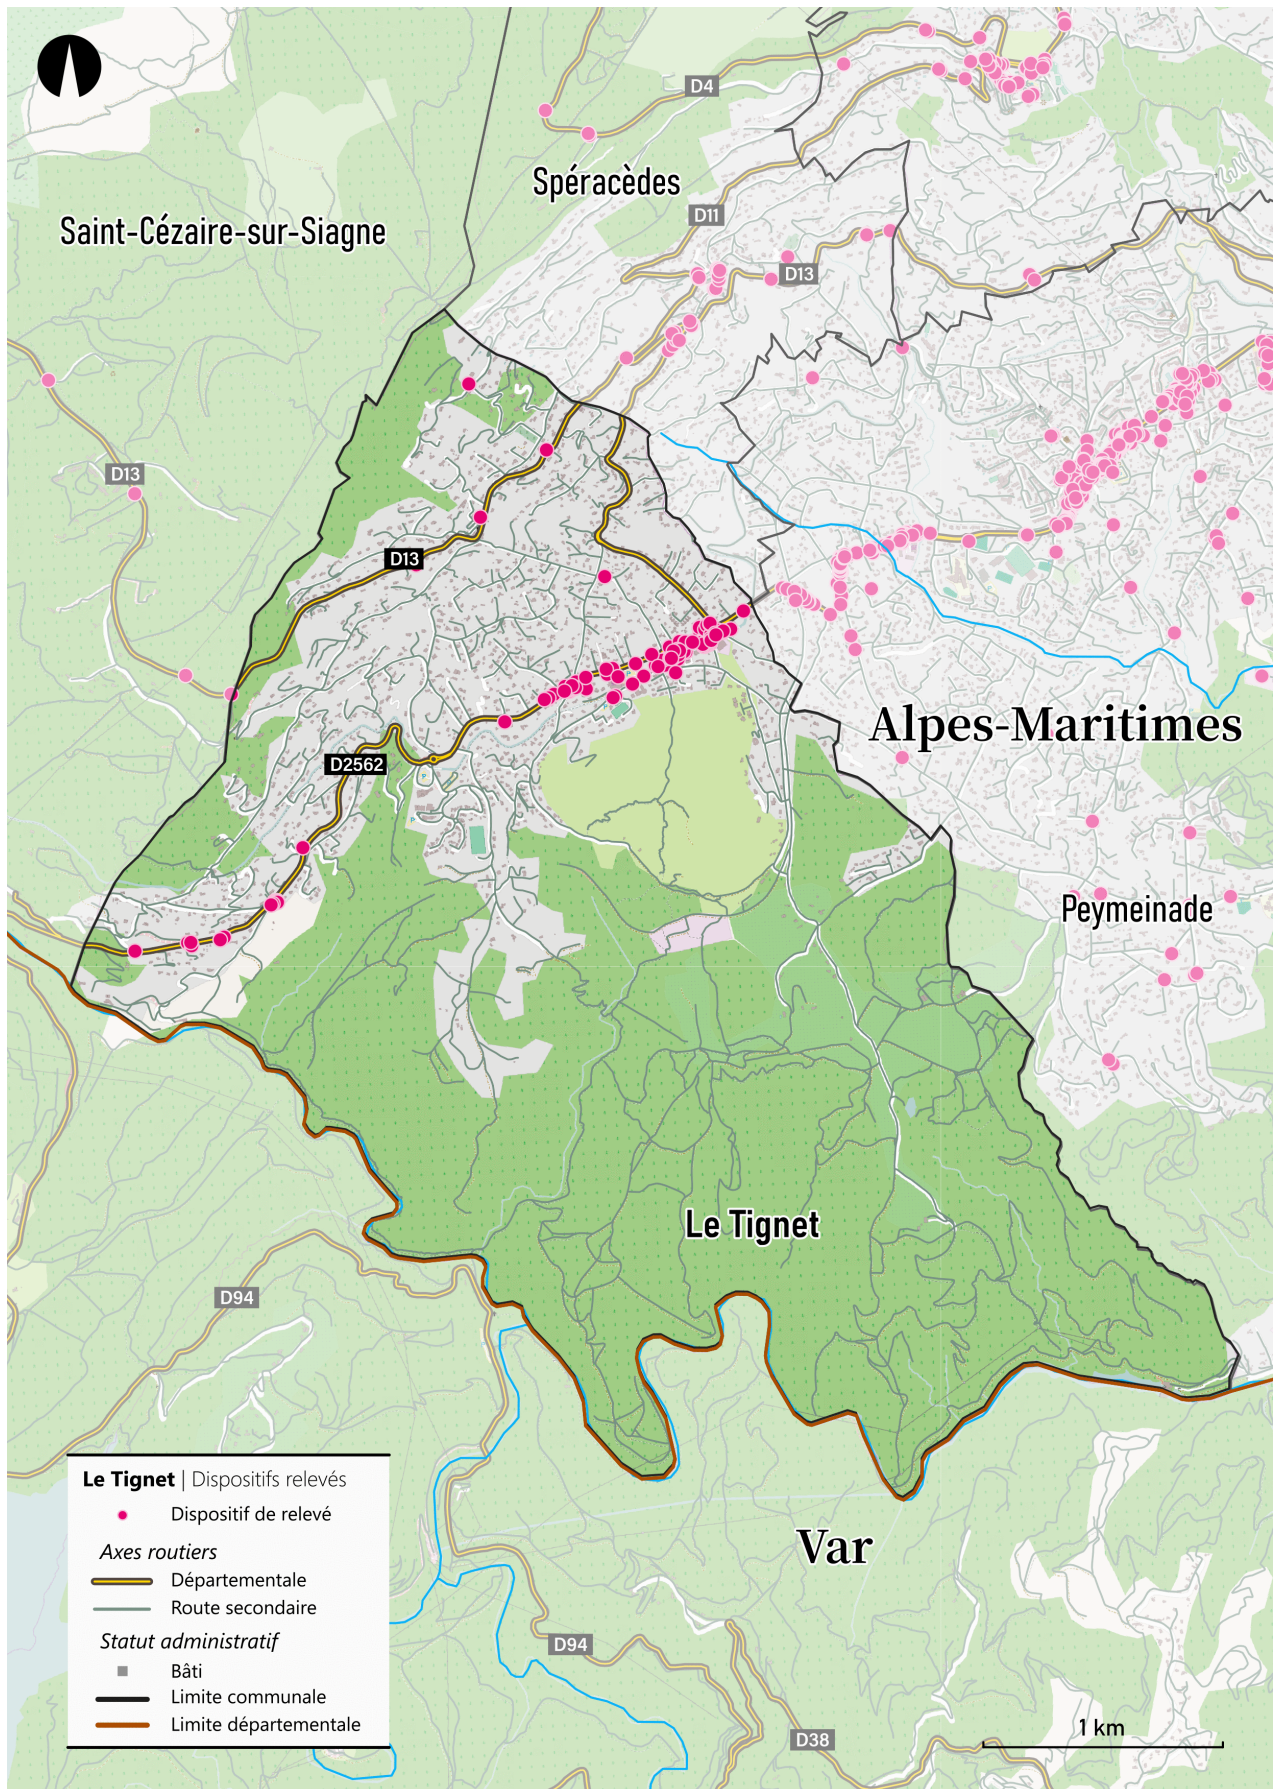 D4
Spéracèdes
D11
Saint-Cézaire-sur-Siagne
D13
D13
D13
Alpes-Maritimes
D2562
Peymeinade
Le Tignet
D94
Le Tignet | Dispositifs relevés
Dispositif de relevé
Axes routiers
Départementale
Route secondaire
Statut administratif
Bâti
Limite communale
Limite départementale
Var
D94
D38
1 km